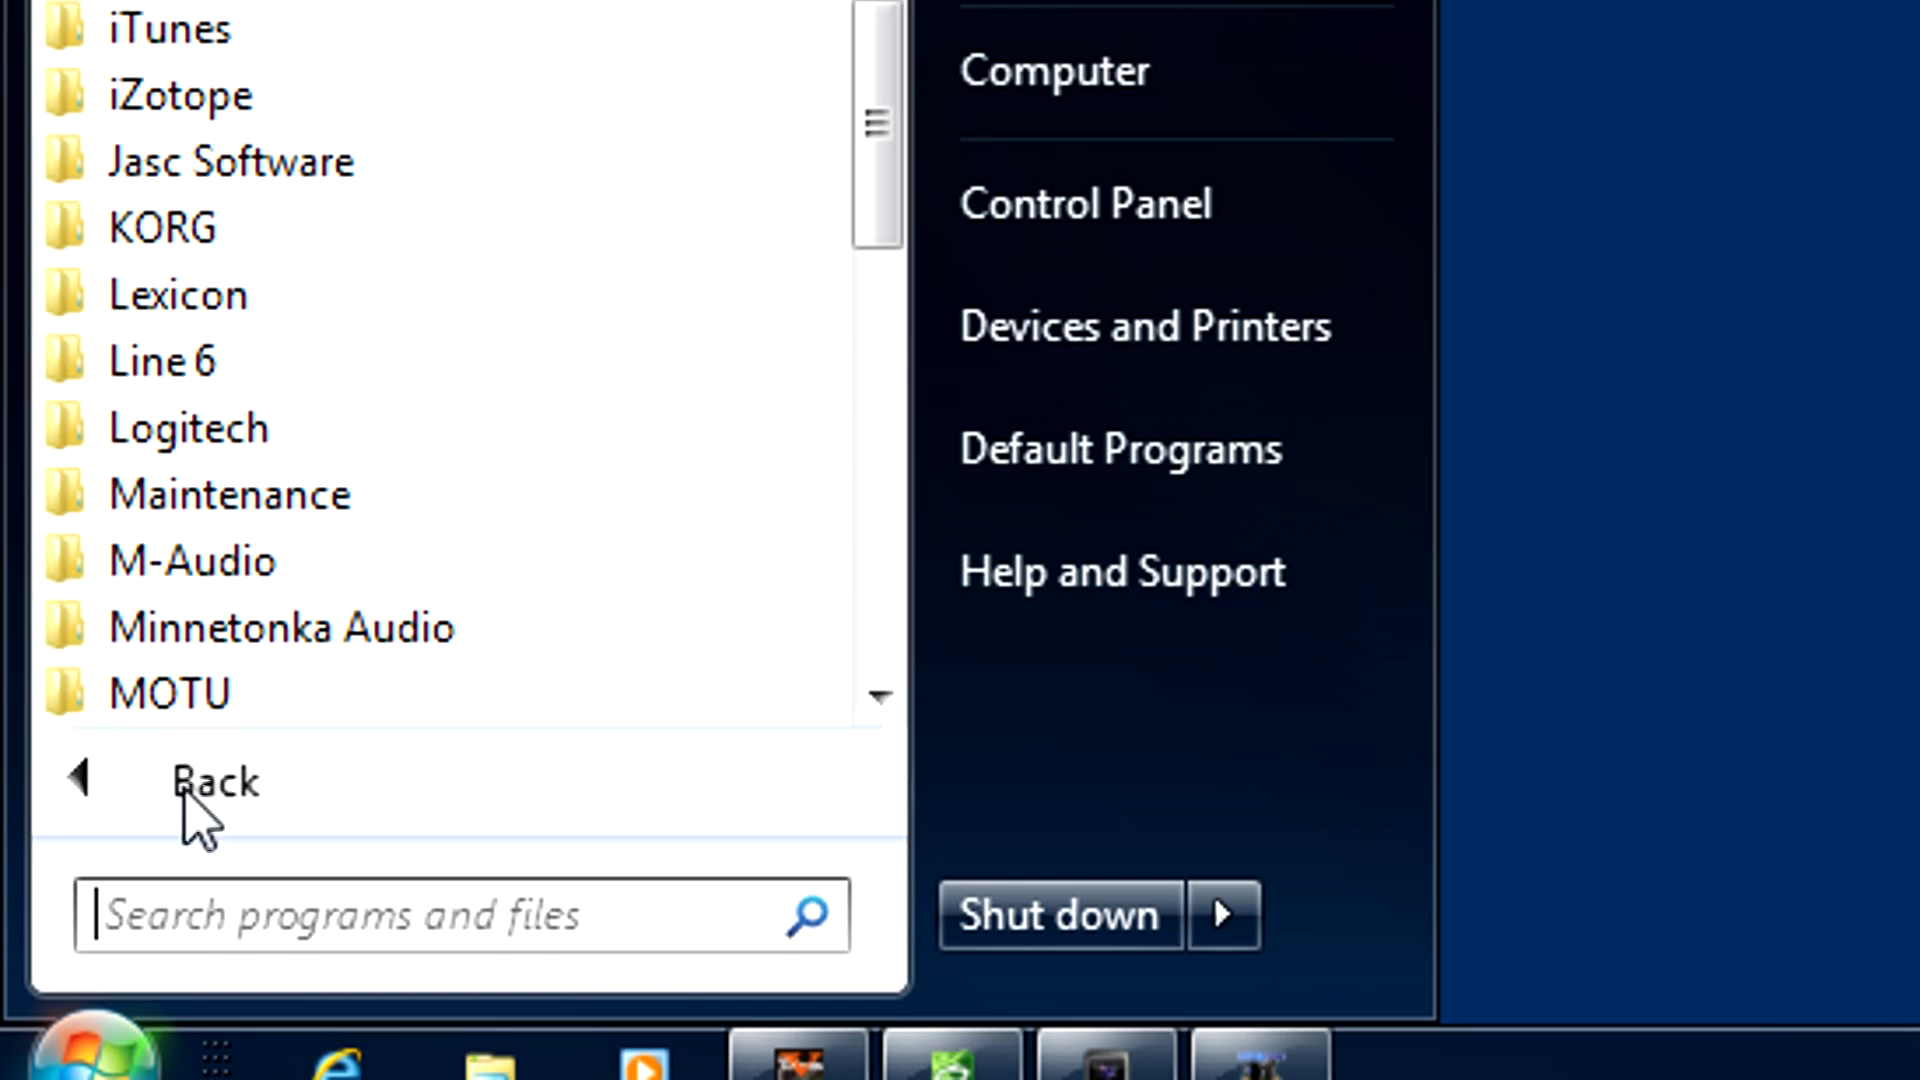 iTunes
iZotope
Jasc Software
KORG
Lexicon
Line 6
Logitech
Maintenance
M-Audio
Minnetonka Audio
MOTU
Back
Search programs and files
Computer
Control Panel
Devices and Printers
Default Programs
Help and Support
Shut down